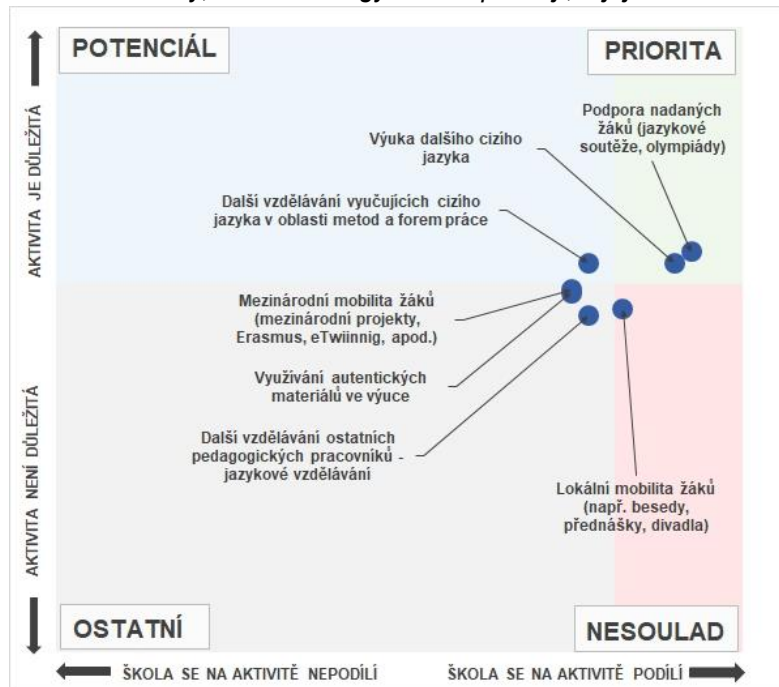 POTENCIÁL
PRIORITA
Podpora nadaných
žáků (jazykové
soutěže, olympiády)
Výuka dalšího cizího
jazyka
Další vzdělávání vyučujících cizího
jazyka v oblasti metod a forem práce
Mezinárodní mobilita žáků
(mezinárodní projekty,
Erasmus, eTwiinnig, apod.)
Využívání autentických
materiálů ve výuce
Další vzdělávání ostatních
pedagogických pracovníků -
jazykové vzdělávání
Lokální mobilita žáků
(např. besedy,
přednášky, divadla)
OSTATNÍ
NESOULAD
AKTIVITA JE DŮLEŽITÁ
AKTIVITA NENÍ DŮLEŽITÁ
ŠKOLA SE NA AKTIVITĚ NEPODÍLÍ
ŠKOLA SE NA AKTIVITĚ PODÍLÍ